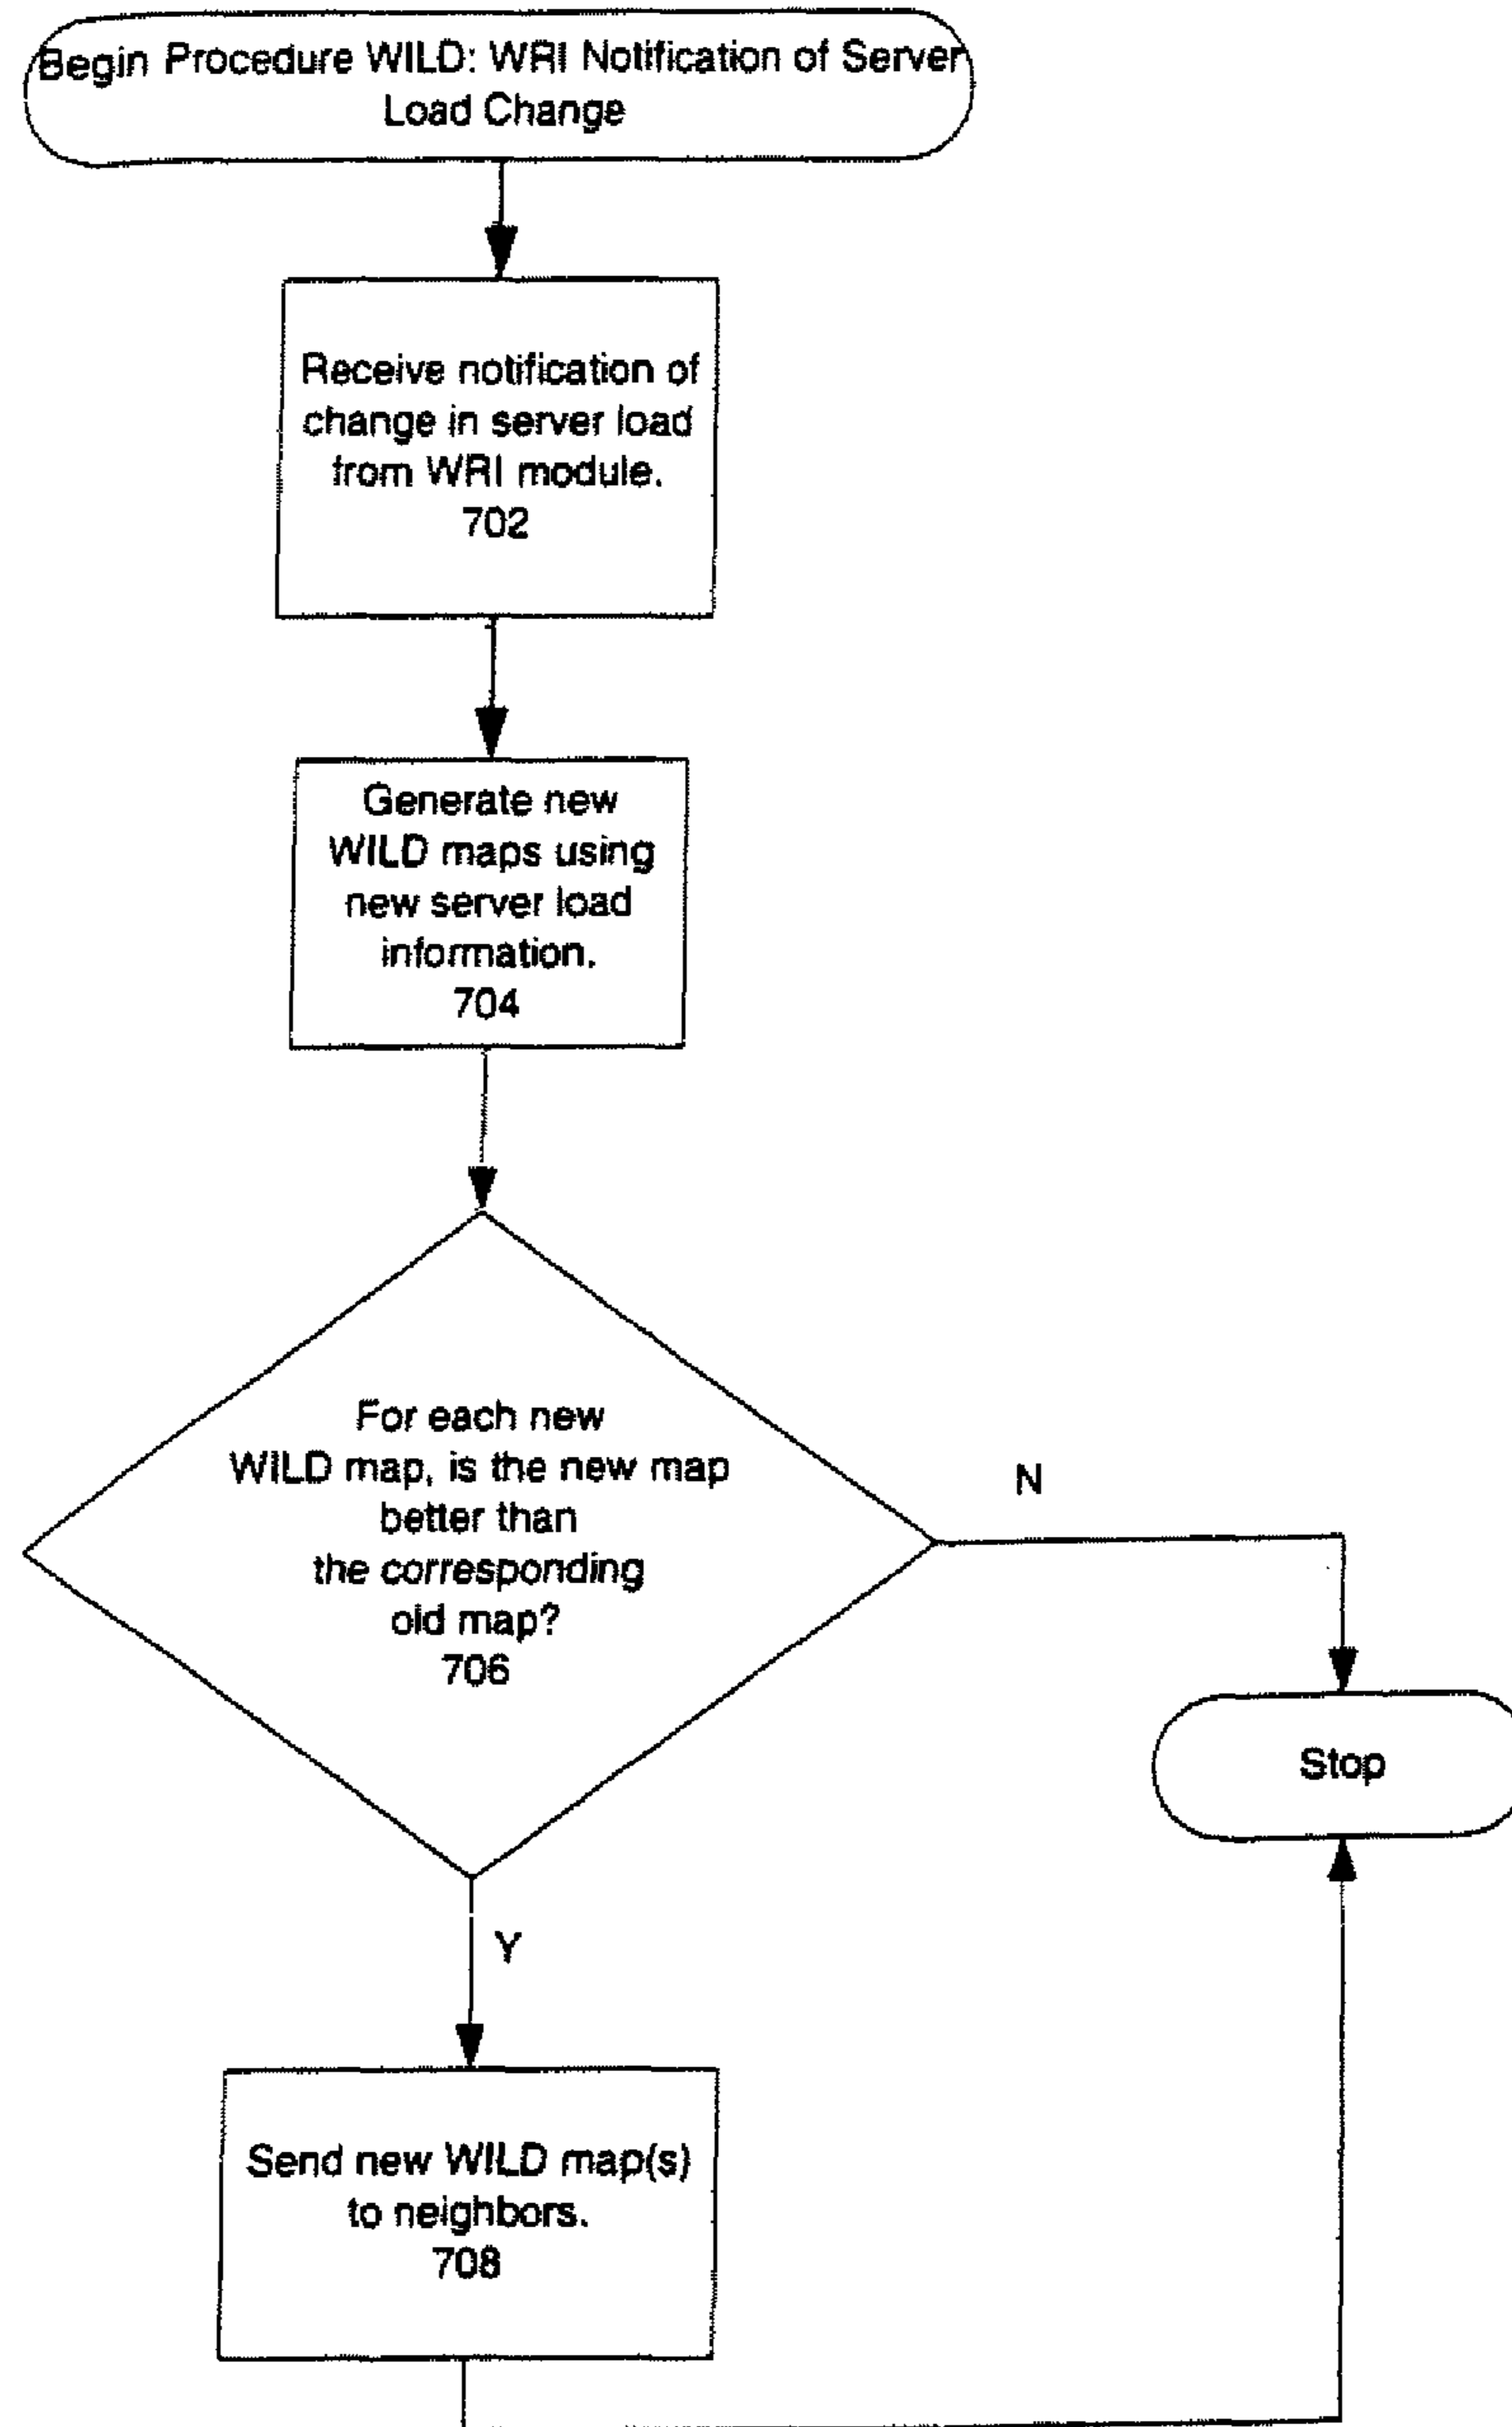 Begin Procedure WILD: WRI Notification of Server
Load Change
Receive notification of
change in server load
from WRI module.
702
Generate new
WILD maps using
new server load
information.
704
For each new
WILD map, is the new map
better than
the corresponding
old map?
706
N
Stop
Y
Send new WILD map(s)
to neighbors.
708